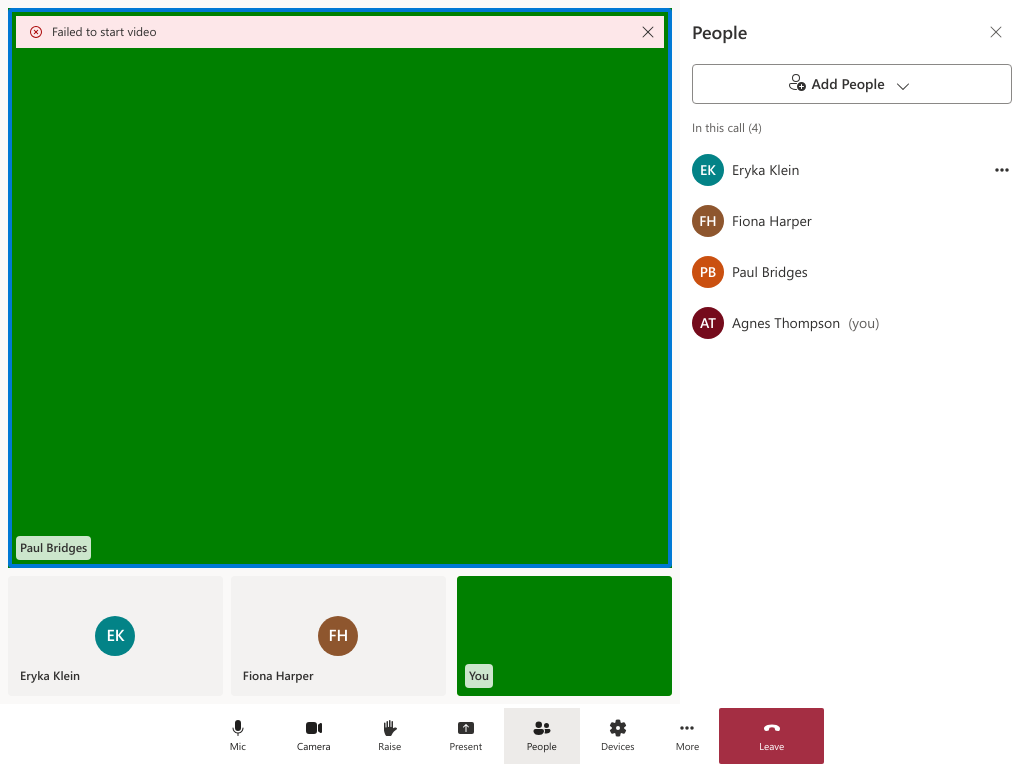 Failed to start video
Paul Bridges
EK
Eryka Klein
FH
Fiona Harper
You
People
Add People
In this call (4)
EK Eryka Klein
FH Fiona Harper
PB Paul Bridges
AT Agnes Thompson (you)
Mic
Camera
Raise
Present
People
Devices
More
Leave